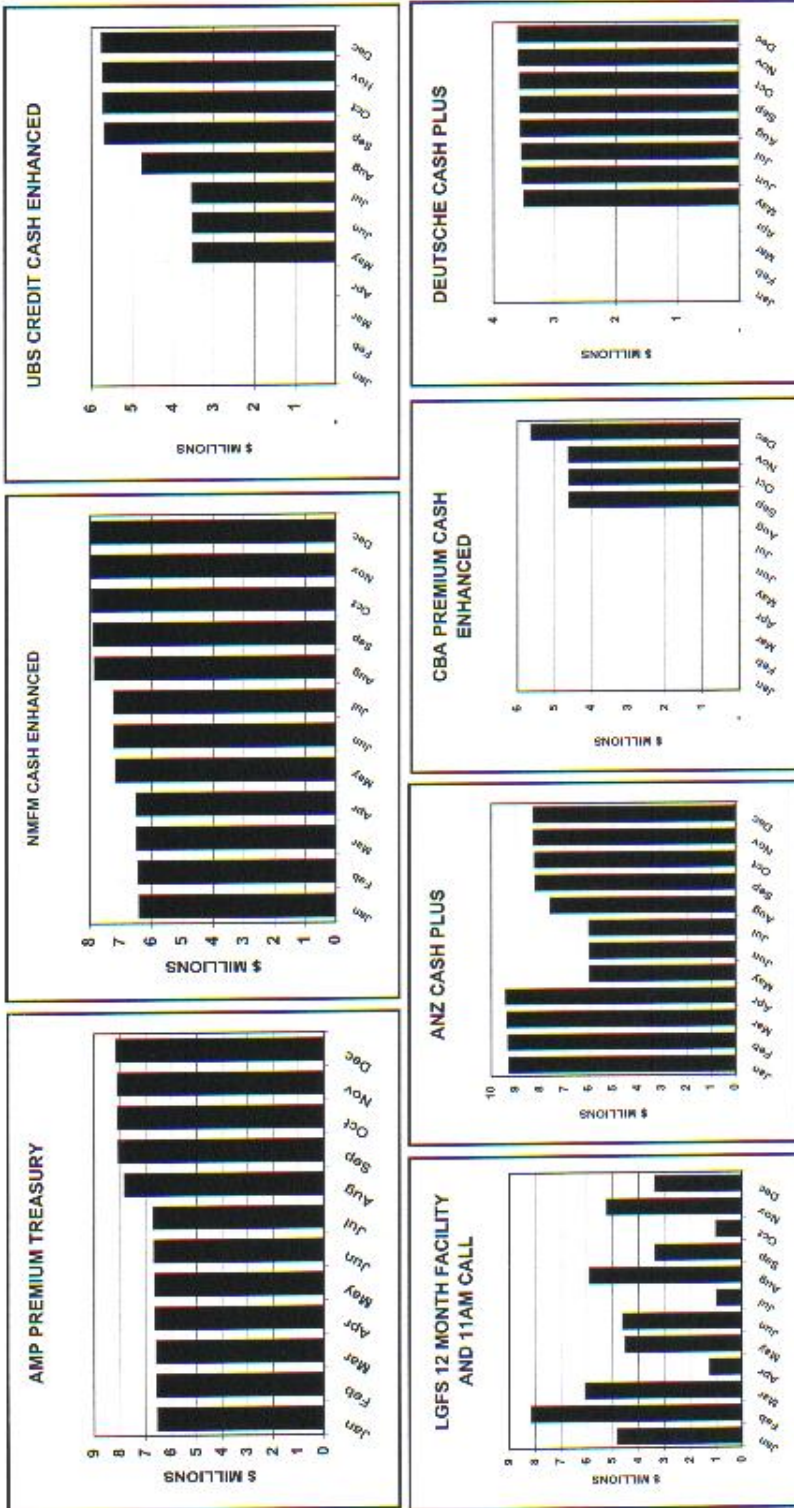 AMP PREMIUM TREASURY
$ MILLIONS
9
8
7
6
5
4
3
2
1
0
Jan
Feb
Mar
Apr
May
Jun
Jul
Aug
Sep
Oct
Nov
Dec
NMFM CASH ENHANCED
$ MILLIONS
8
7
6
5
4
3
2
1
0
Jan
Feb
Mar
Apr
May
Jun
Jul
Aug
Sep
Oct
Nov
Dec
UBS CREDIT CASH ENHANCED
$ MILLIONS
6
5
4
3
2
1
-
Jan
Feb
Mar
Apr
May
Jun
Jul
Aug
Sep
Oct
Nov
Dec
LGFS 12 MONTH FACILITY
AND 11AM CALL
$ MILLIONS
9
8
7
6
5
4
3
2
1
0
Jan
Feb
Mar
Apr
May
Jun
Jul
Aug
Sep
Oct
Nov
Dec
ANZ CASH PLUS
$ MILLIONS
10
9
8
7
6
5
4
3
2
1
0
Jan
Feb
Mar
Apr
May
Jun
Jul
Aug
Sep
Oct
Nov
Dec
CBA PREMIUM CASH
ENHANCED
$ MILLIONS
6
5
4
3
2
1
-
Jan
Feb
Mar
Apr
May
Jun
Jul
Aug
Sep
Oct
Nov
Dec
DEUTSCHE CASH PLUS
$ MILLIONS
4
3
2
1
-
Jan
Feb
Mar
Apr
May
Jun
Jul
Aug
Sep
Oct
Nov
Dec